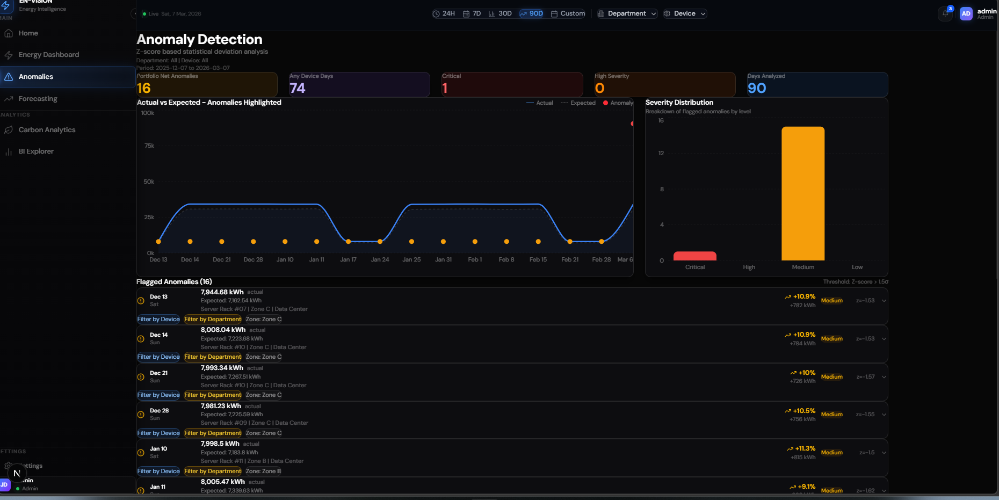 EN-VISION
Energy Intelligence
MAIN
Home
Energy Dashboard
Anomalies
Forecasting
ANALYTICS
Carbon Analytics
BI Explorer
ETTINGS
ettings
N
JD
min
Admin
Live Sat, 7 Mar, 2026
24H 7D 30D 90D Custom Department Device
3
AD
admin
Admin
Anomaly Detection
Z-score based statistical deviation analysis
Department: All | Device: All
Period: 2025-12-07 to 2026-03-07
Portfolio Net Anomalies
16
Any Device Days
74
Critical
1
High Severity
0
Days Analyzed
90
Actual vs Expected - Anomalies Highlighted
Actual Expected Anomaly
100k
75k
50k
25k
0k
Dec 13 Dec 14 Dec 21 Dec 28 Jan 10 Jan 11 Jan 17 Jan 24 Jan 25 Jan 31 Feb 1 Feb 8 Feb 15 Feb 21 Feb 28 Mar 6
Severity Distribution
Breakdown of flagged anomalies by level
16
12
8
4
0
Critical High Medium Low
Flagged Anomalies (16)
Threshold: Z-score > 1.5σ
Dec 13
Sat
7,944.68 kWh actual
Expected: 7,162.54 kWh
Server Rack #07 | Zone C | Data Center
+10.9%
+782 kWh
Medium
z=-1.53
Filter by Device Filter by Department Zone: Zone C
Dec 14
Sun
8,008.04 kWh actual
Expected: 7,223.68 kWh
Server Rack #10 | Zone C | Data Center
+10.9%
+784 kWh
Medium
z=-1.53
Filter by Device Filter by Department Zone: Zone C
Dec 21
Sun
7,993.34 kWh actual
Expected: 7,267.51 kWh
Server Rack #10 | Zone C | Data Center
+10%
+726 kWh
Medium
z=-1.57
Filter by Device Filter by Department Zone: Zone C
Dec 28
Sun
7,981.23 kWh actual
Expected: 7,225.59 kWh
Server Rack #09 | Zone C | Data Center
+10.5%
+756 kWh
Medium
z=-1.55
Filter by Device Filter by Department Zone: Zone C
Jan 10
Sat
7,998.5 kWh actual
Expected: 7,183.8 kWh
Server Rack #11 | Zone B | Data Center
+11.3%
+815 kWh
Medium
z=-1.5
Filter by Device Filter by Department Zone: Zone B
Jan 11
8,005.47 kWh actual
Expected: 7,339.63 kWh
+9.1%
Medium
z=-1.62